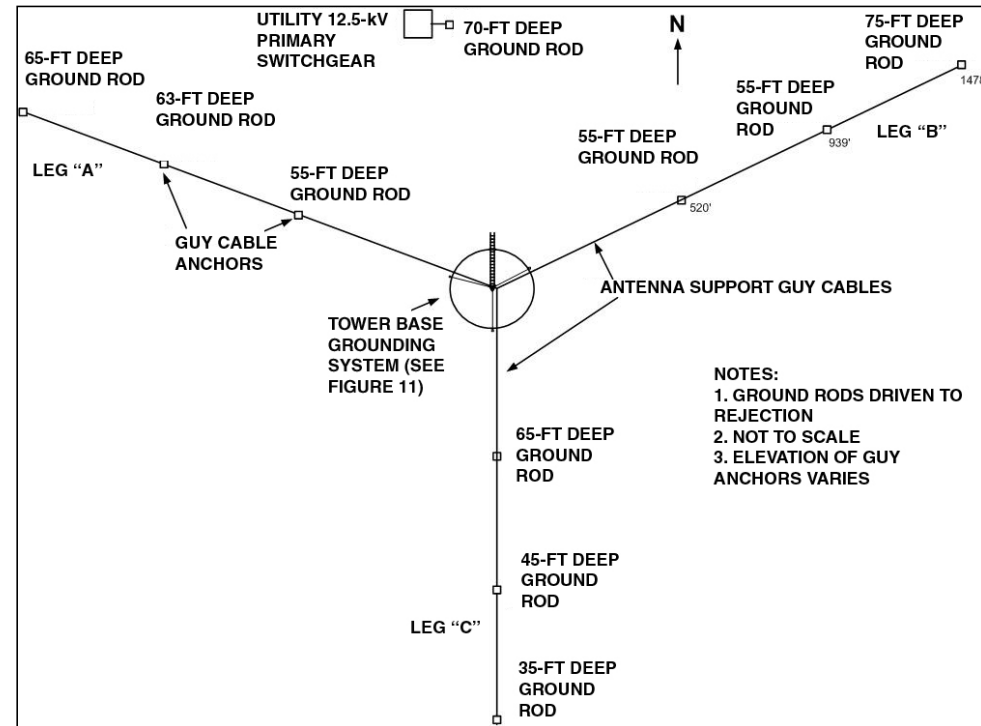 UTILITY 12.5-kV
PRIMARY
SWITCHGEAR
70-FT DEEP
GROUND ROD
N
75-FT DEEP
GROUND
ROD
1478
65-FT DEEP
GROUND ROD
63-FT DEEP
GROUND ROD
55-FT DEEP
GROUND
ROD
939'
LEG “B”
55-FT DEEP
GROUND ROD
520'
LEG “A”
55-FT DEEP
GROUND ROD
GUY CABLE
ANCHORS
ANTENNA SUPPORT GUY CABLES
TOWER BASE
GROUNDING
SYSTEM (SEE
FIGURE 11)
NOTES:
1. GROUND RODS DRIVEN TO
REJECTION
2. NOT TO SCALE
3. ELEVATION OF GUY
ANCHORS VARIES
65-FT DEEP
GROUND
ROD
45-FT DEEP
GROUND
ROD
LEG “C”
35-FT DEEP
GROUND
ROD